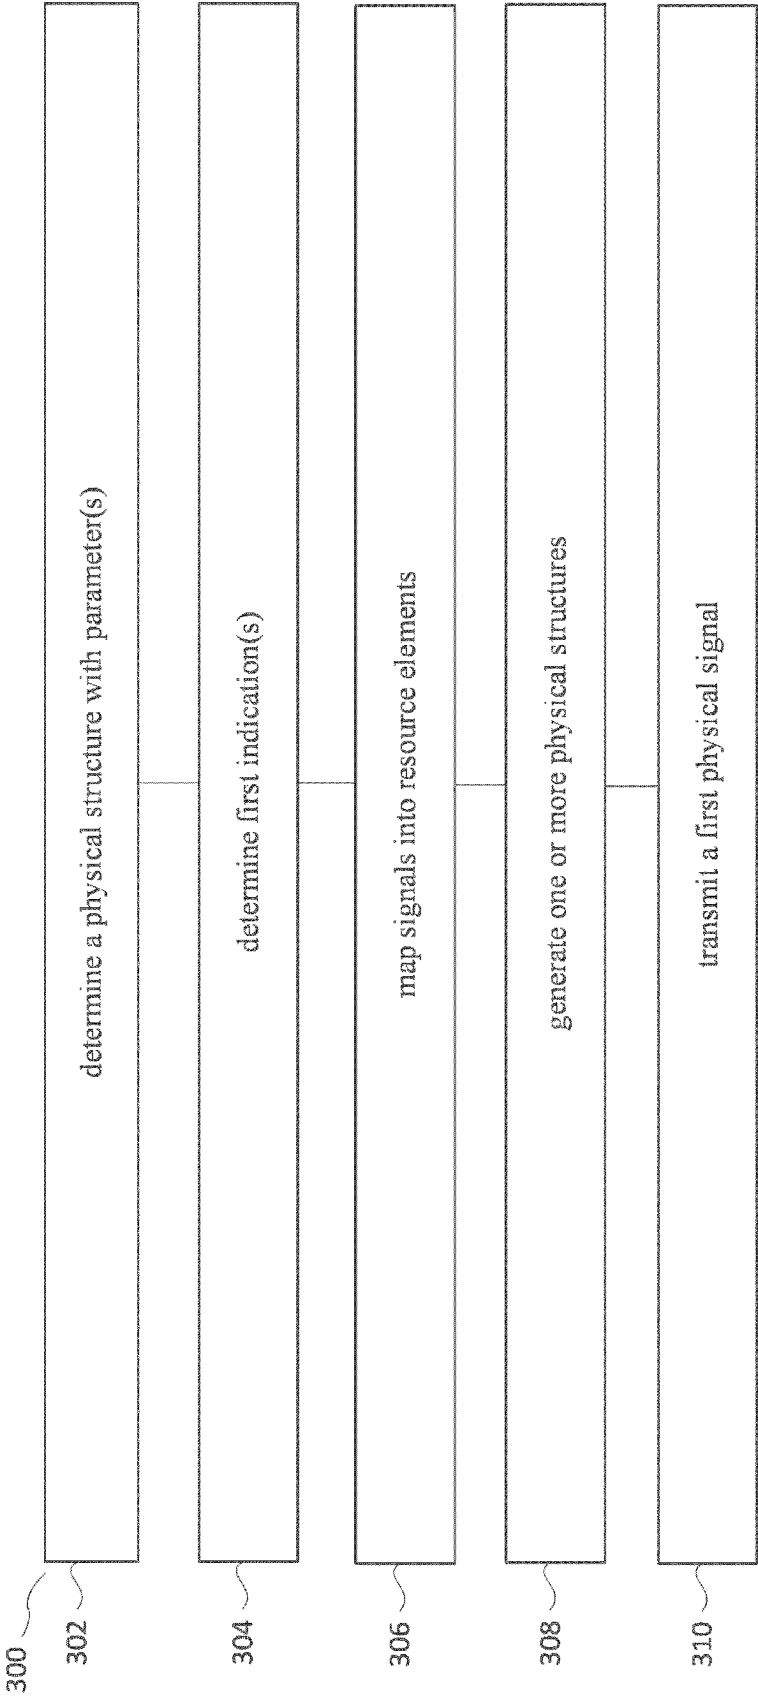 300
302
determine a physical structure with parameter(s)
304
determine first indication(s)
306
map signals into resource elements
308
generate one or more physical structures
310
transmit a first physical signal